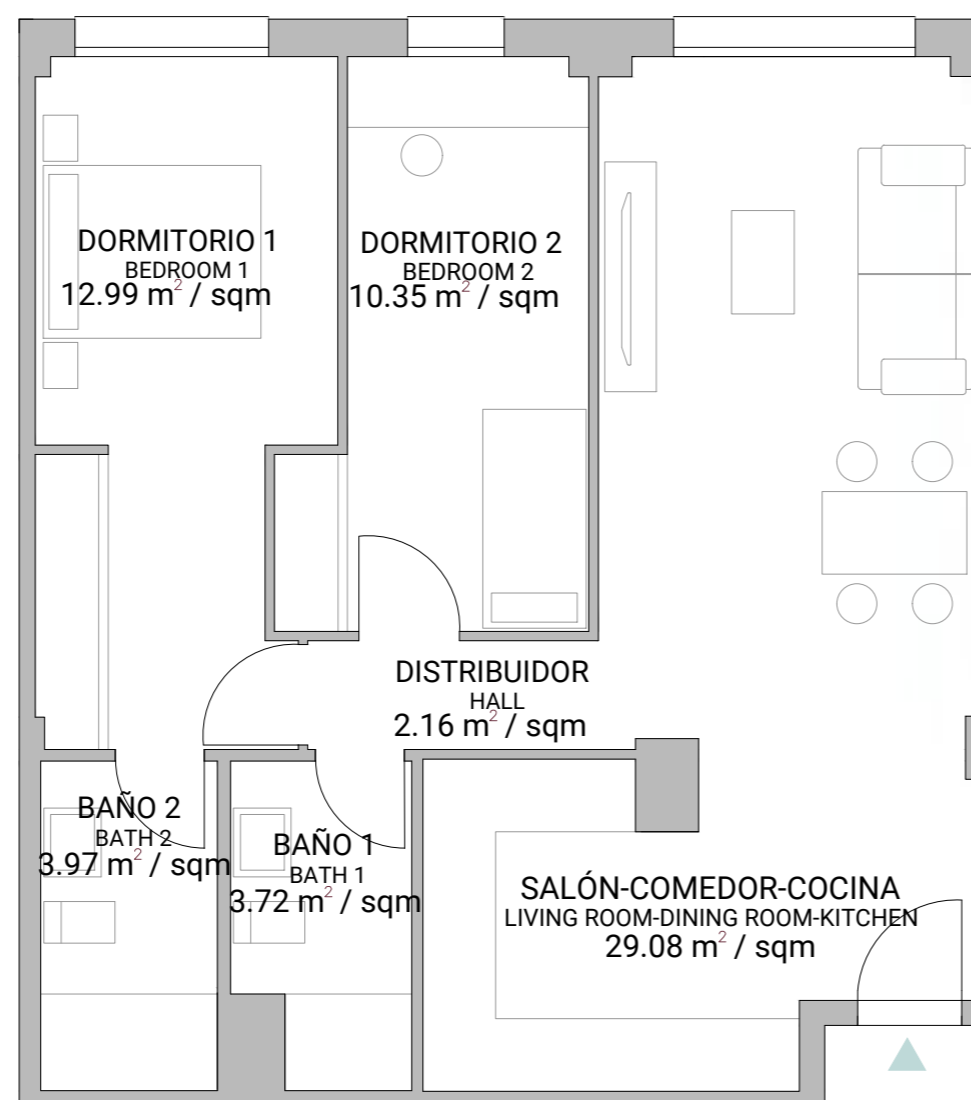 DORMITORIO 1
BEDROOM 1
12.99 m² / sqm
DORMITORIO 2
BEDROOM 2
10.35 m² / sqm
DISTRIBUIDOR
HALL
2.16 m² / sqm
BAÑO 2
BATH 2
3.97 m² / sqm
BAÑO 1
BATH 1
3.72 m² / sqm
SALÓN-COMEDOR-COCINA
LIVING ROOM-DINING ROOM-KITCHEN
29.08 m² / sqm